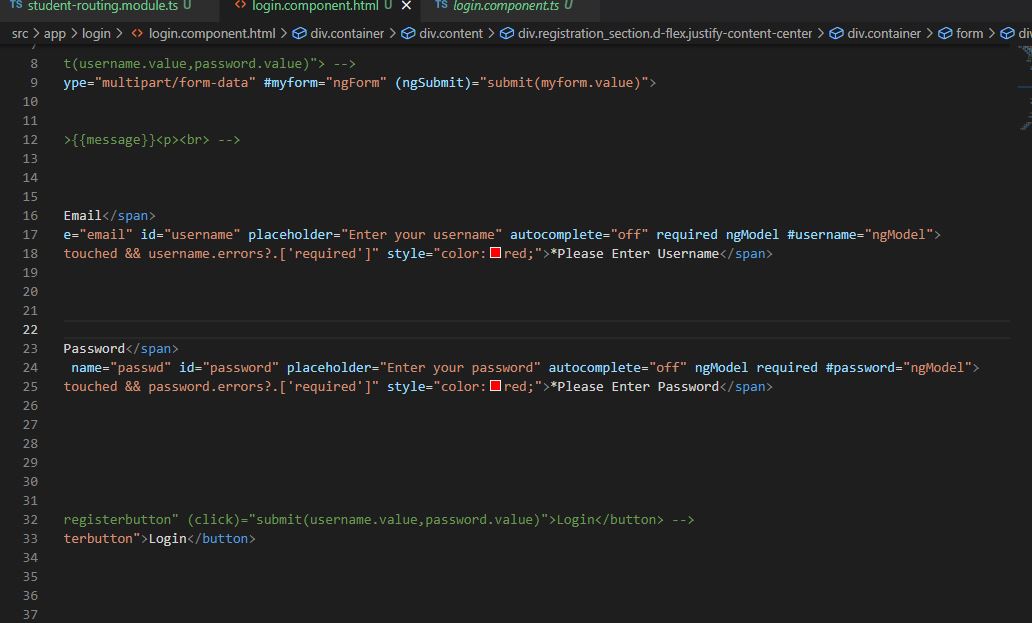 TS student-routing.module.ts U <> login.component.html U × TS login.component.ts U
src > app > login > <> login.component.html > div.container > div.content > div.registration_section.d-flex.justify-content-center > div.container > form > div
7
8 t(username.value,password.value)"> -->
9 ype="multipart/form-data" #myform="ngForm" (ngSubmit)="submit(myform.value)">
10
11
12 >{{message}}<p><br> -->
13
14
15
16 Email</span>
17 e="email" id="username" placeholder="Enter your username" autocomplete="off" required ngModel #username="ngModel">
18 touched && username.errors?.['required']" style="color:red;">*Please Enter Username</span>
19
20
21
22
23 Password</span>
24 name="passwd" id="password" placeholder="Enter your password" autocomplete="off" ngModel required #password="ngModel">
25 touched && password.errors?.['required']" style="color:red;">*Please Enter Password</span>
26
27
28
29
30
31
32 registerbutton" (click)="submit(username.value,password.value)">Login</button> -->
33 terbutton">Login</button>
34
35
36
37